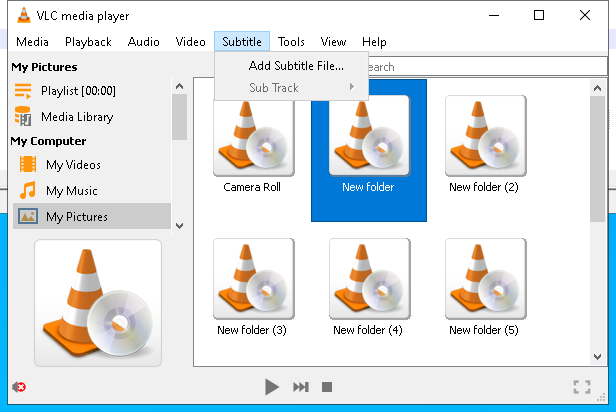 VLC media player
Media Playback Audio Video Subtitle Tools View Help
Add Subtitle File...
Sub Track
My Pictures
Playlist [00:00]
Media Library
My Computer
My Videos
My Music
My Pictures
earch
Camera Roll
New folder
New folder (2)
New folder (3)
New folder (4)
New folder (5)